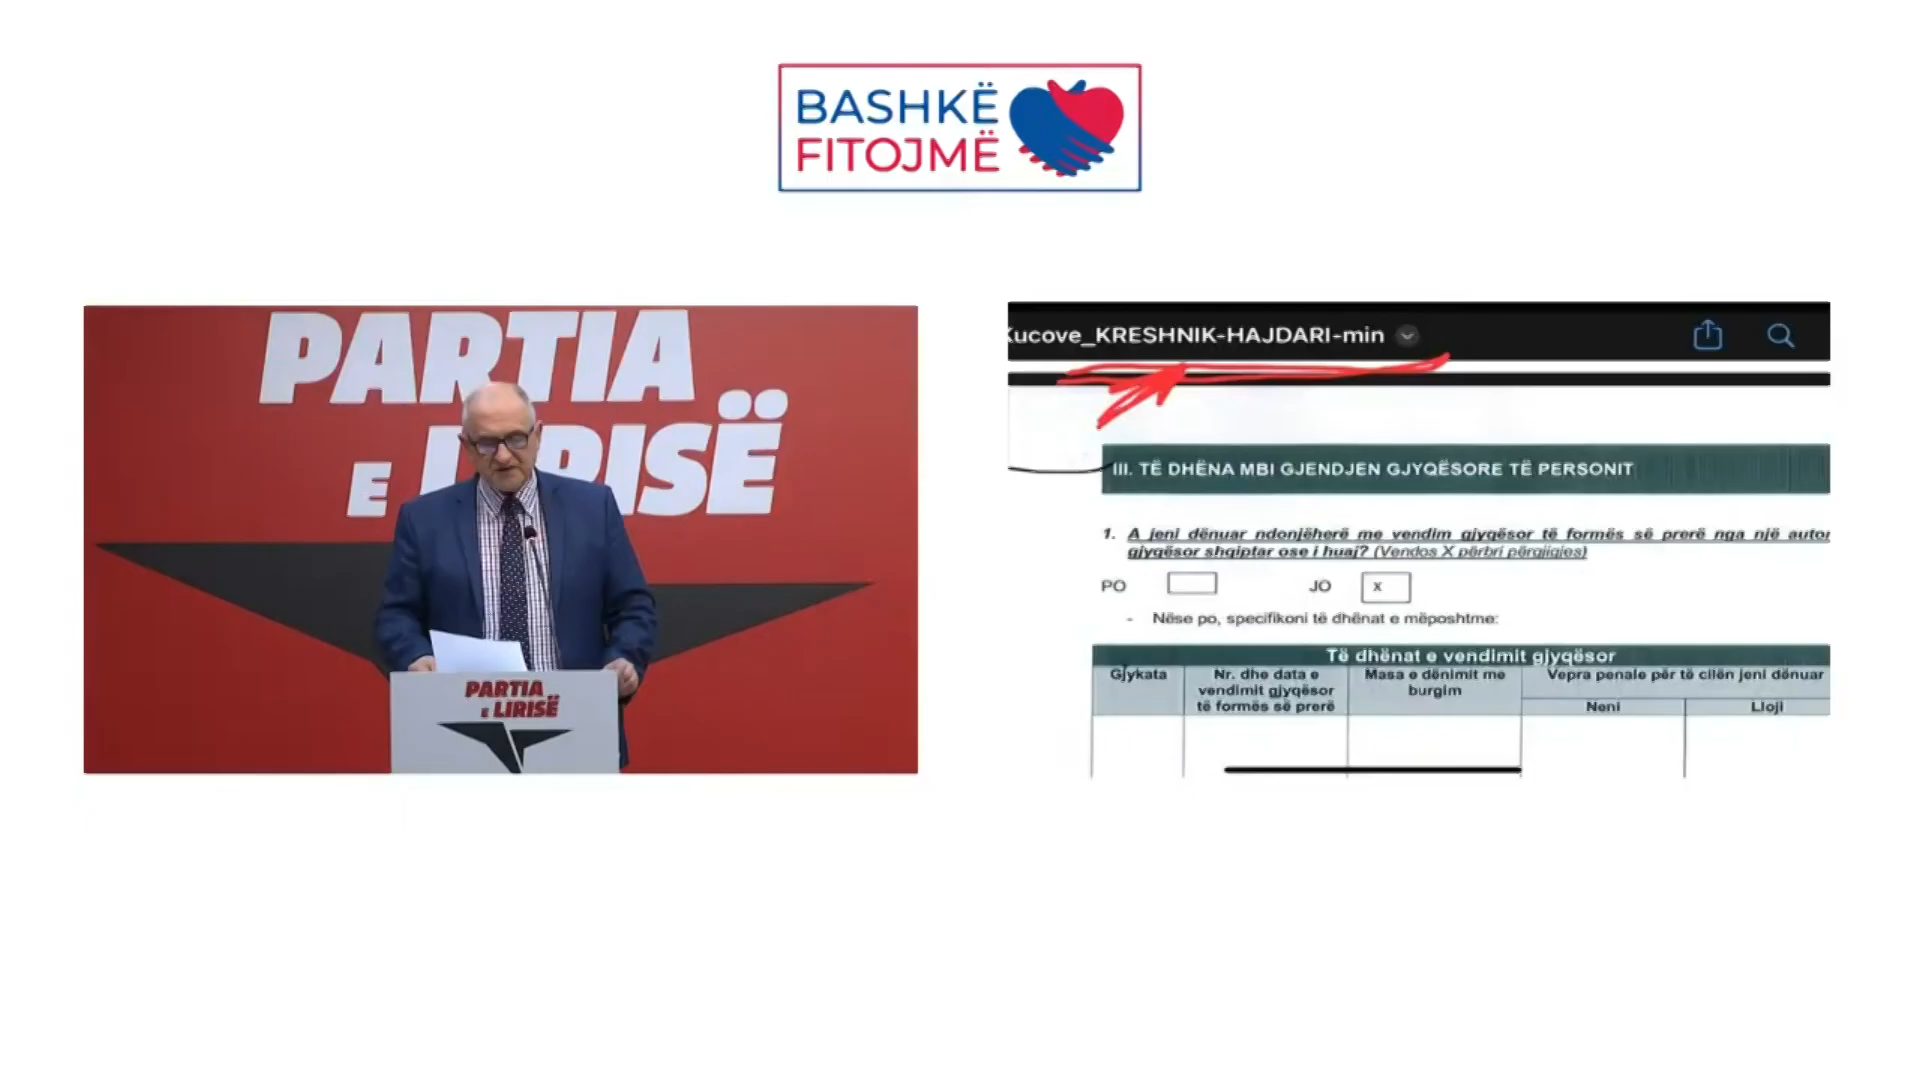 BASHKË
FITOJMË
PARTIA
E LIRISË
PARTIA
E LIRISË
Kucove_KRESHNIK-HAJDARI-min
III. TË DHËNA MBI GJENDJEN GJYQËSORE TË PERSONIT
1. A jeni dënuar ndonjëherë me vendim gjyqësor të formës së prerë nga një autor
gjyqësor shqiptar ose i huaj? (Vendos X përbri përgjigjes)
PO JO x
- Nëse po, specifikoni të dhënat e mëposhtme:
Të dhënat e vendimit gjyqësor
Gjykata
Nr. dhe data e
vendimit gjyqësor
të formës së prerë
Masa e dënimit me
burgim
Vepra penale për të cilën jeni dënuar
Neni
Lloji